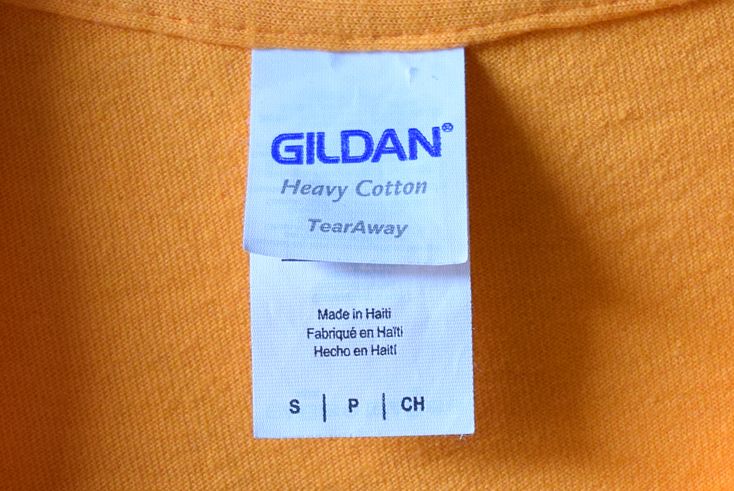 GILDAN®
Heavy Cotton
TearAway
Made in Haiti
Fabriqué en Haïti
Hecho en Haití
S | P | CH